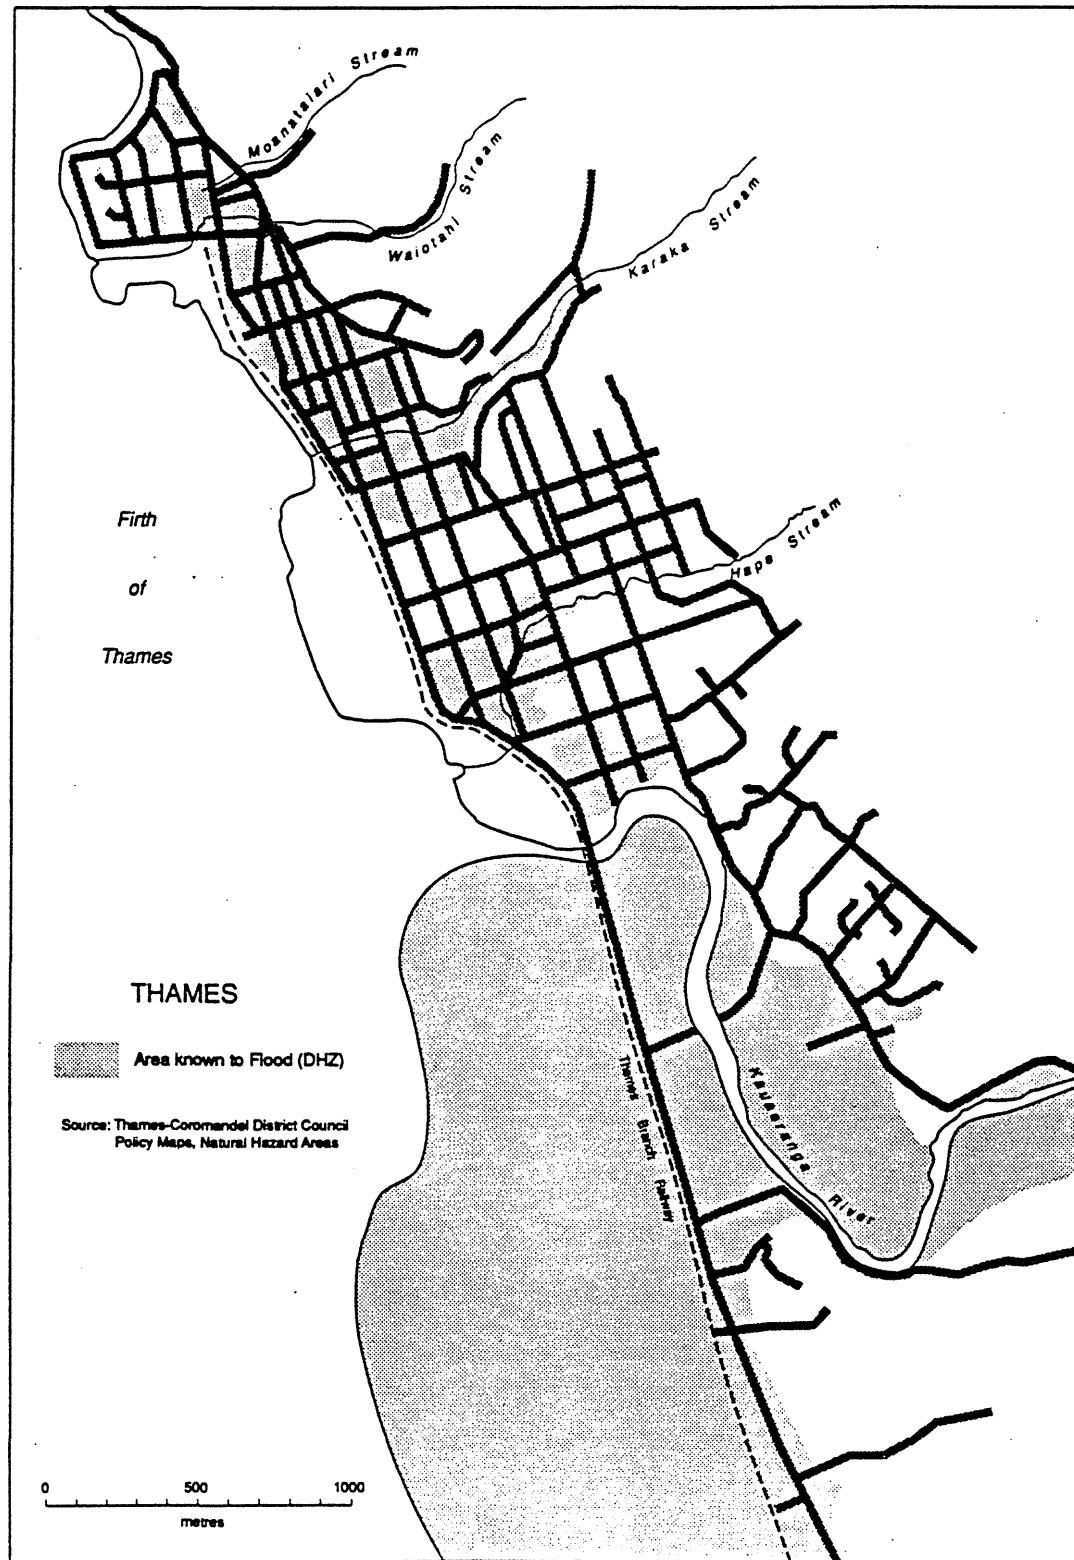 Moanatalari Stream
Waiotahi Stream
Karaka Stream
Firth
of
Thames
Hape Stream
THAMES
Area known to Flood (DHZ)
Source: Thames-Coromandel District Council
Policy Maps, Natural Hazard Areas
Thames Branch Railway
Kauaeranga River
0 500 1000
metres